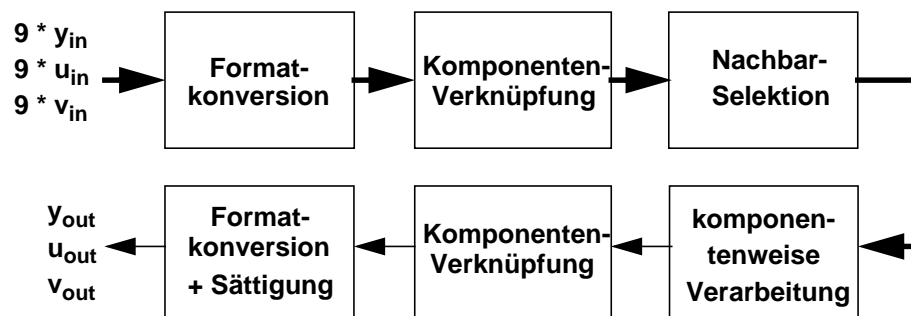 9 * y_in
9 * u_in
9 * v_in
Format-
konversion
Komponenten-
Verknüpfung
Nachbar-
Selektion
y_out
u_out
v_out
Format-
konversion
+ Sättigung
Komponenten-
Verknüpfung
komponen-
tenweise
Verarbeitung